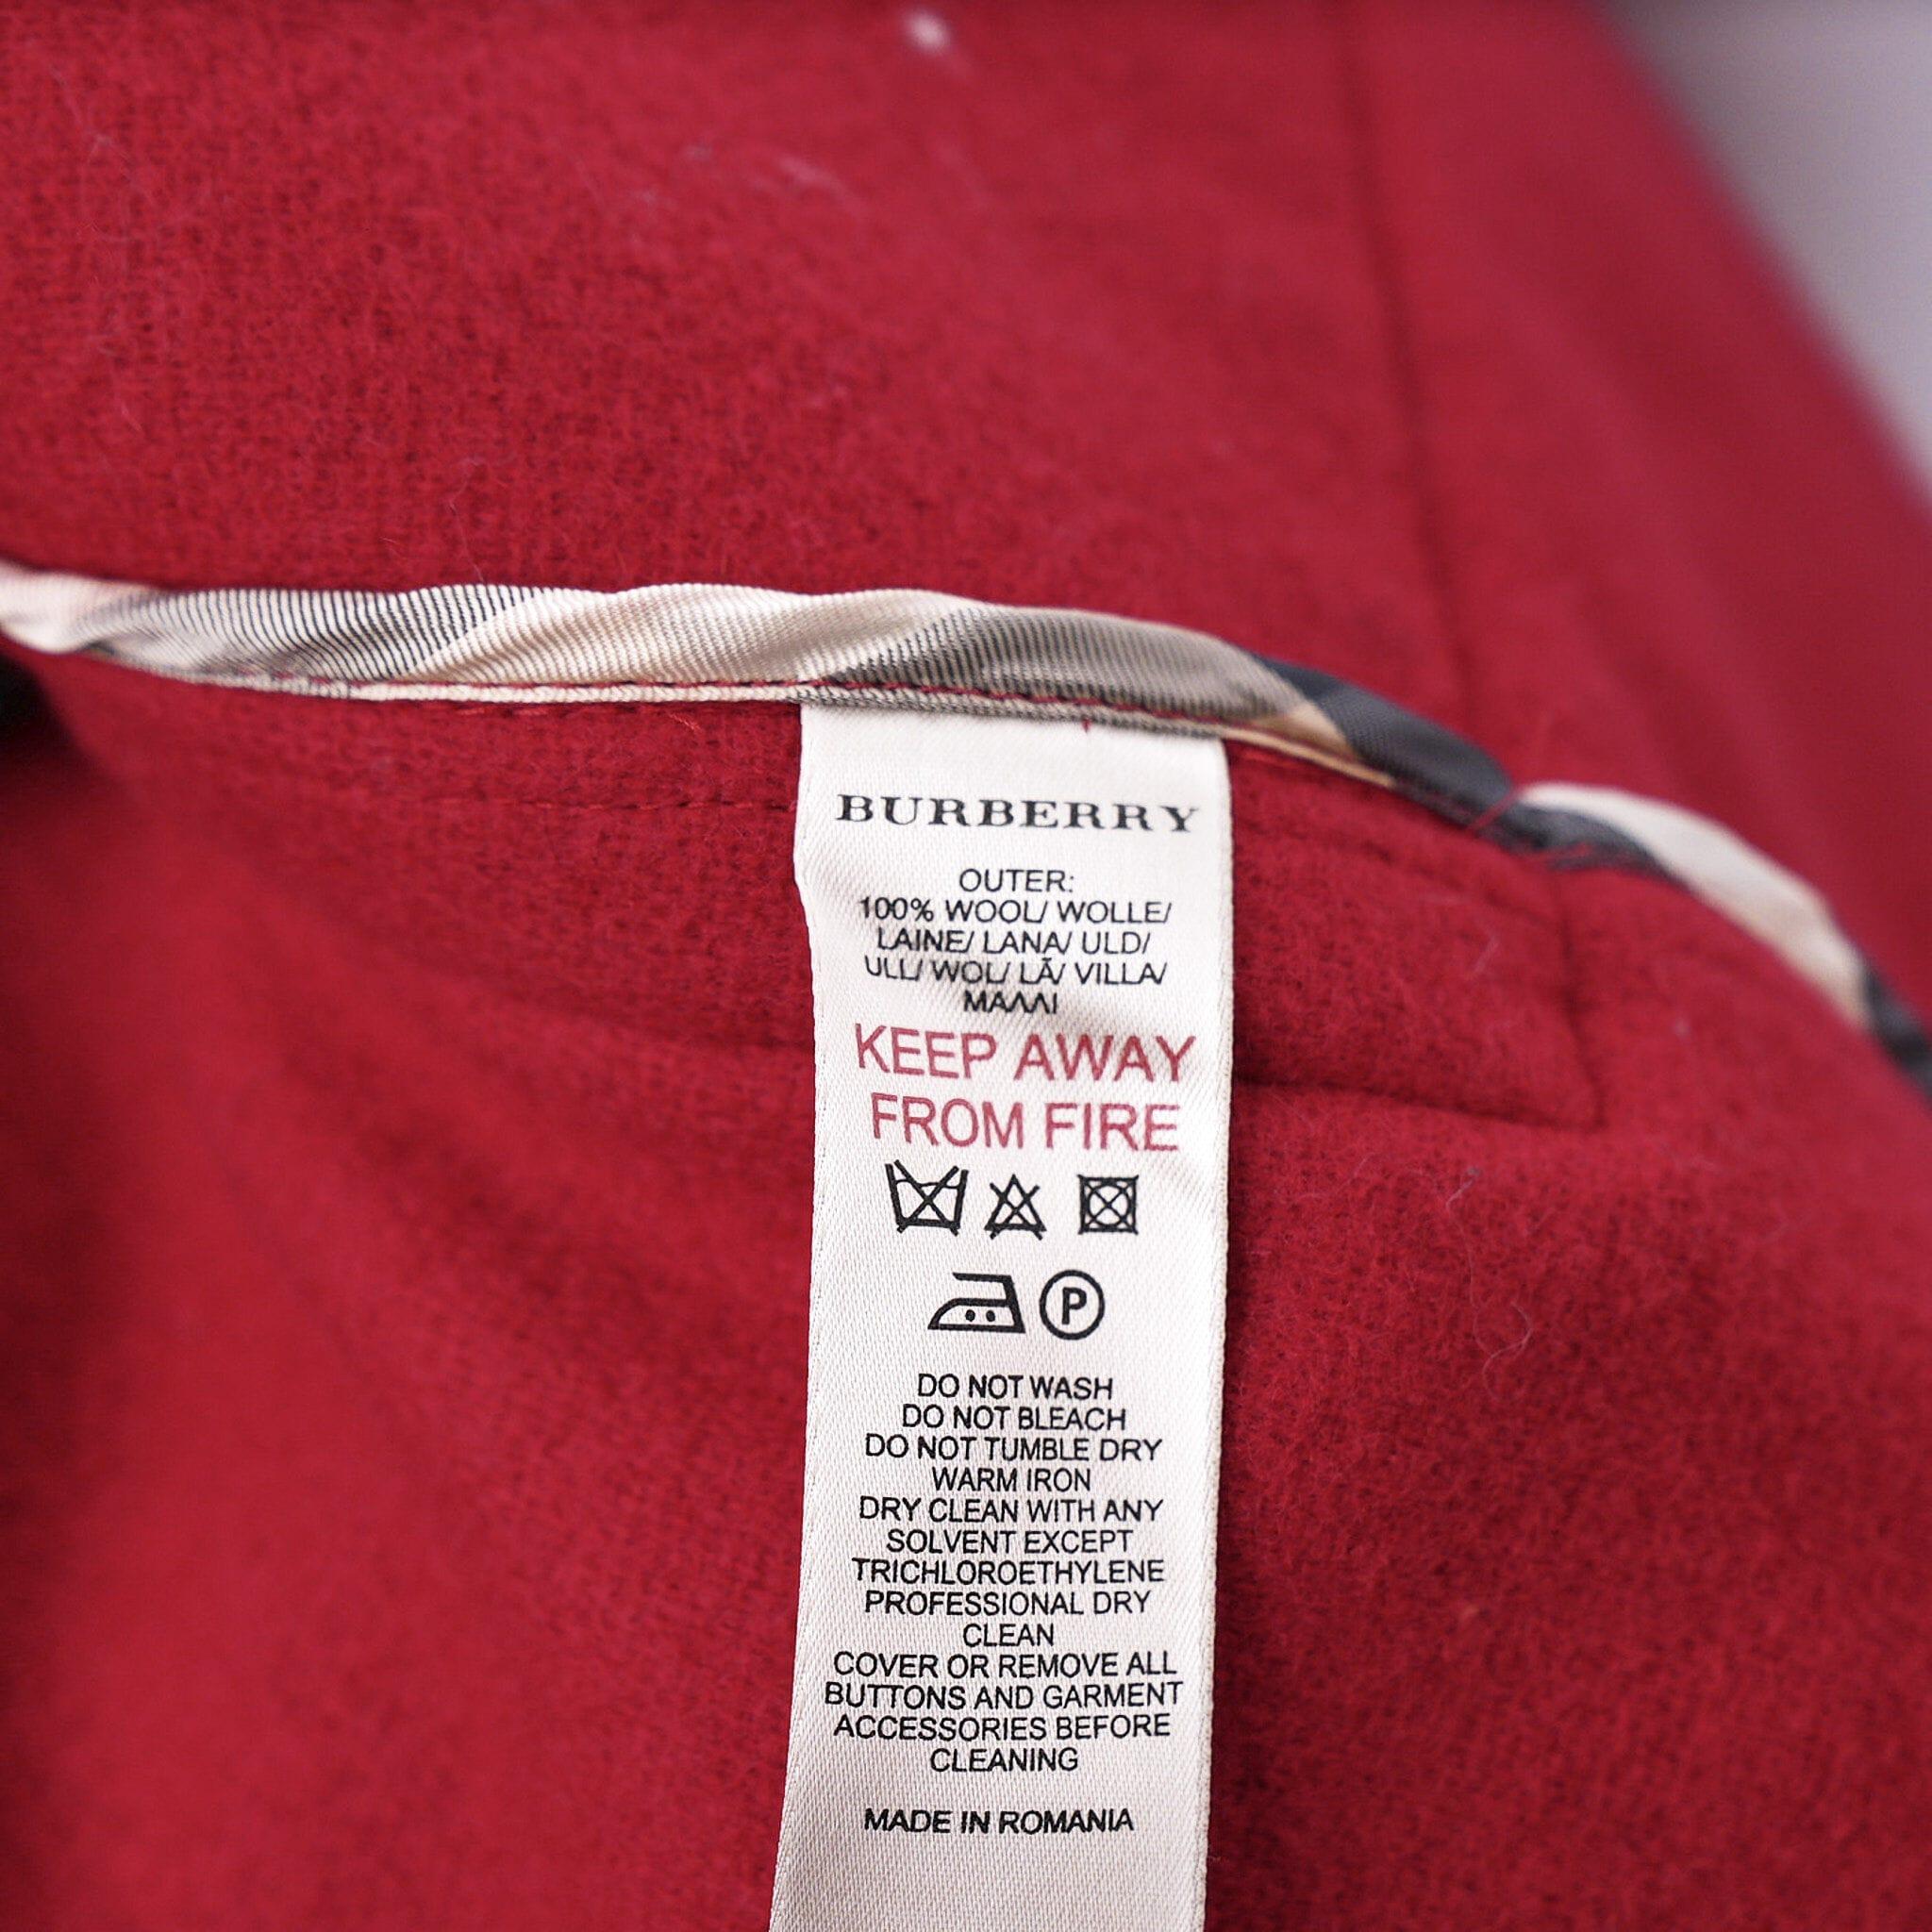 BURBERRY
OUTER:
100% WOOL/ WOLLE/
LAINE/ LANA/ ULD/
ULL/ WOL/ LÃ/ VILLA/
ΜΑΛΛΙ
KEEP AWAY
FROM FIRE
P
DO NOT WASH
DO NOT BLEACH
DO NOT TUMBLE DRY
WARM IRON
DRY CLEAN WITH ANY
SOLVENT EXCEPT
TRICHLOROETHYLENE
PROFESSIONAL DRY
CLEAN
COVER OR REMOVE ALL
BUTTONS AND GARMENT
ACCESSORIES BEFORE
CLEANING
MADE IN ROMANIA